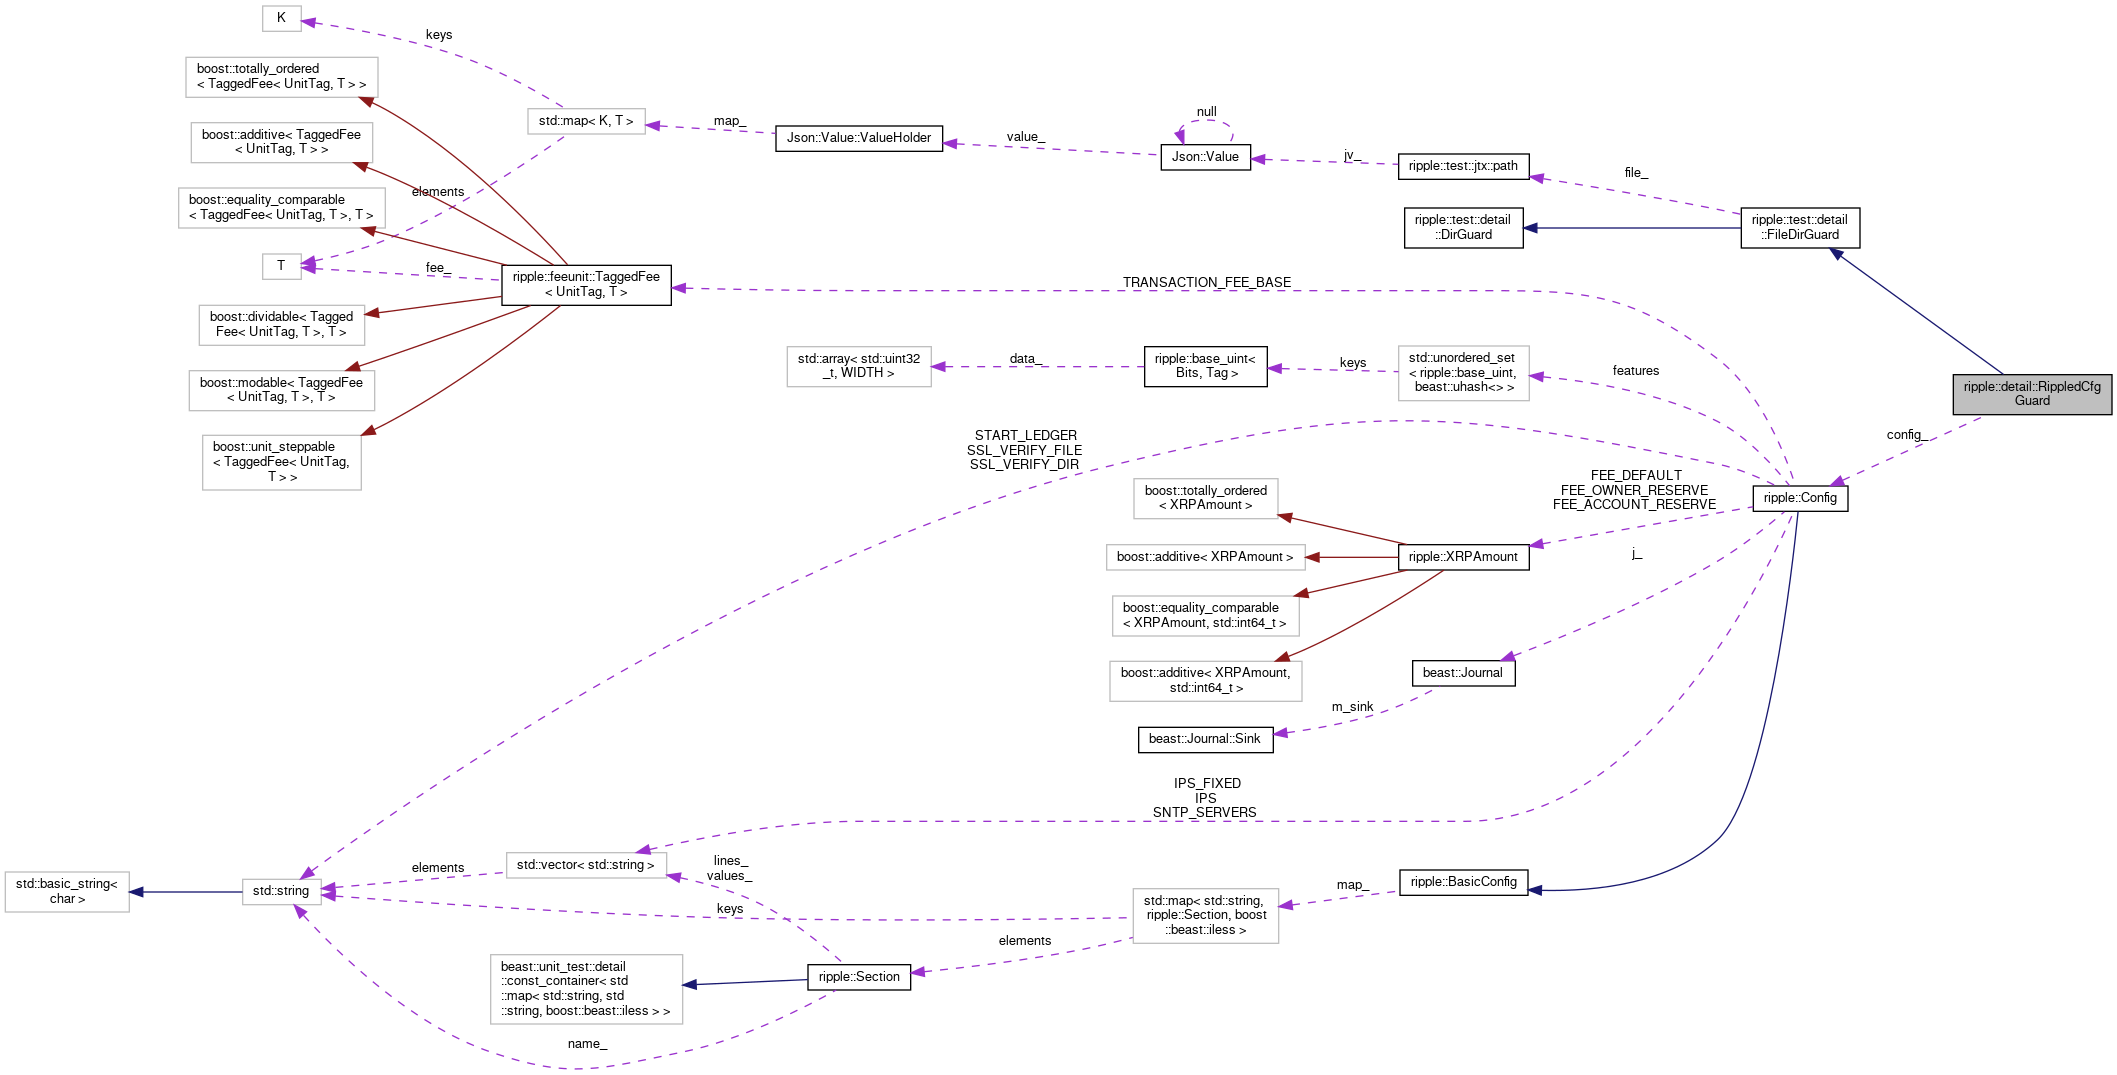 K
keys
boost::totally_ordered
< TaggedFee< UnitTag, T > >
std::map< K, T >
map_
Json::Value::ValueHolder
value_
null
Json::Value
jv_
ripple::test::jtx::path
file_
boost::additive< TaggedFee
< UnitTag, T > >
elements
boost::equality_comparable
< TaggedFee< UnitTag, T >, T >
ripple::test::detail
::DirGuard
ripple::test::detail
::FileDirGuard
T
fee_
ripple::feeunit::TaggedFee
< UnitTag, T >
TRANSACTION_FEE_BASE
boost::dividable< Tagged
Fee< UnitTag, T >, T >
boost::modable< TaggedFee
< UnitTag, T >, T >
boost::unit_steppable
< TaggedFee< UnitTag,
T > >
std::array< std::uint32
_t, WIDTH >
data_
ripple::base_uint<
Bits, Tag >
keys
std::unordered_set
< ripple::base_uint,
beast::uhash<> >
features
ripple::detail::RippledCfg
Guard
config_
START_LEDGER
SSL_VERIFY_FILE
SSL_VERIFY_DIR
boost::totally_ordered
< XRPAmount >
FEE_DEFAULT
FEE_OWNER_RESERVE
FEE_ACCOUNT_RESERVE
ripple::Config
boost::additive< XRPAmount >
ripple::XRPAmount
j_
boost::equality_comparable
< XRPAmount, std::int64_t >
boost::additive< XRPAmount,
std::int64_t >
beast::Journal
m_sink
beast::Journal::Sink
IPS_FIXED
IPS
SNTP_SERVERS
std::basic_string<
char >
std::string
elements
std::vector< std::string >
lines_
values_
keys
std::map< std::string,
ripple::Section, boost
::beast::iless >
map_
ripple::BasicConfig
elements
beast::unit_test::detail
::const_container< std
::map< std::string, std
::string, boost::beast::iless > >
ripple::Section
name_